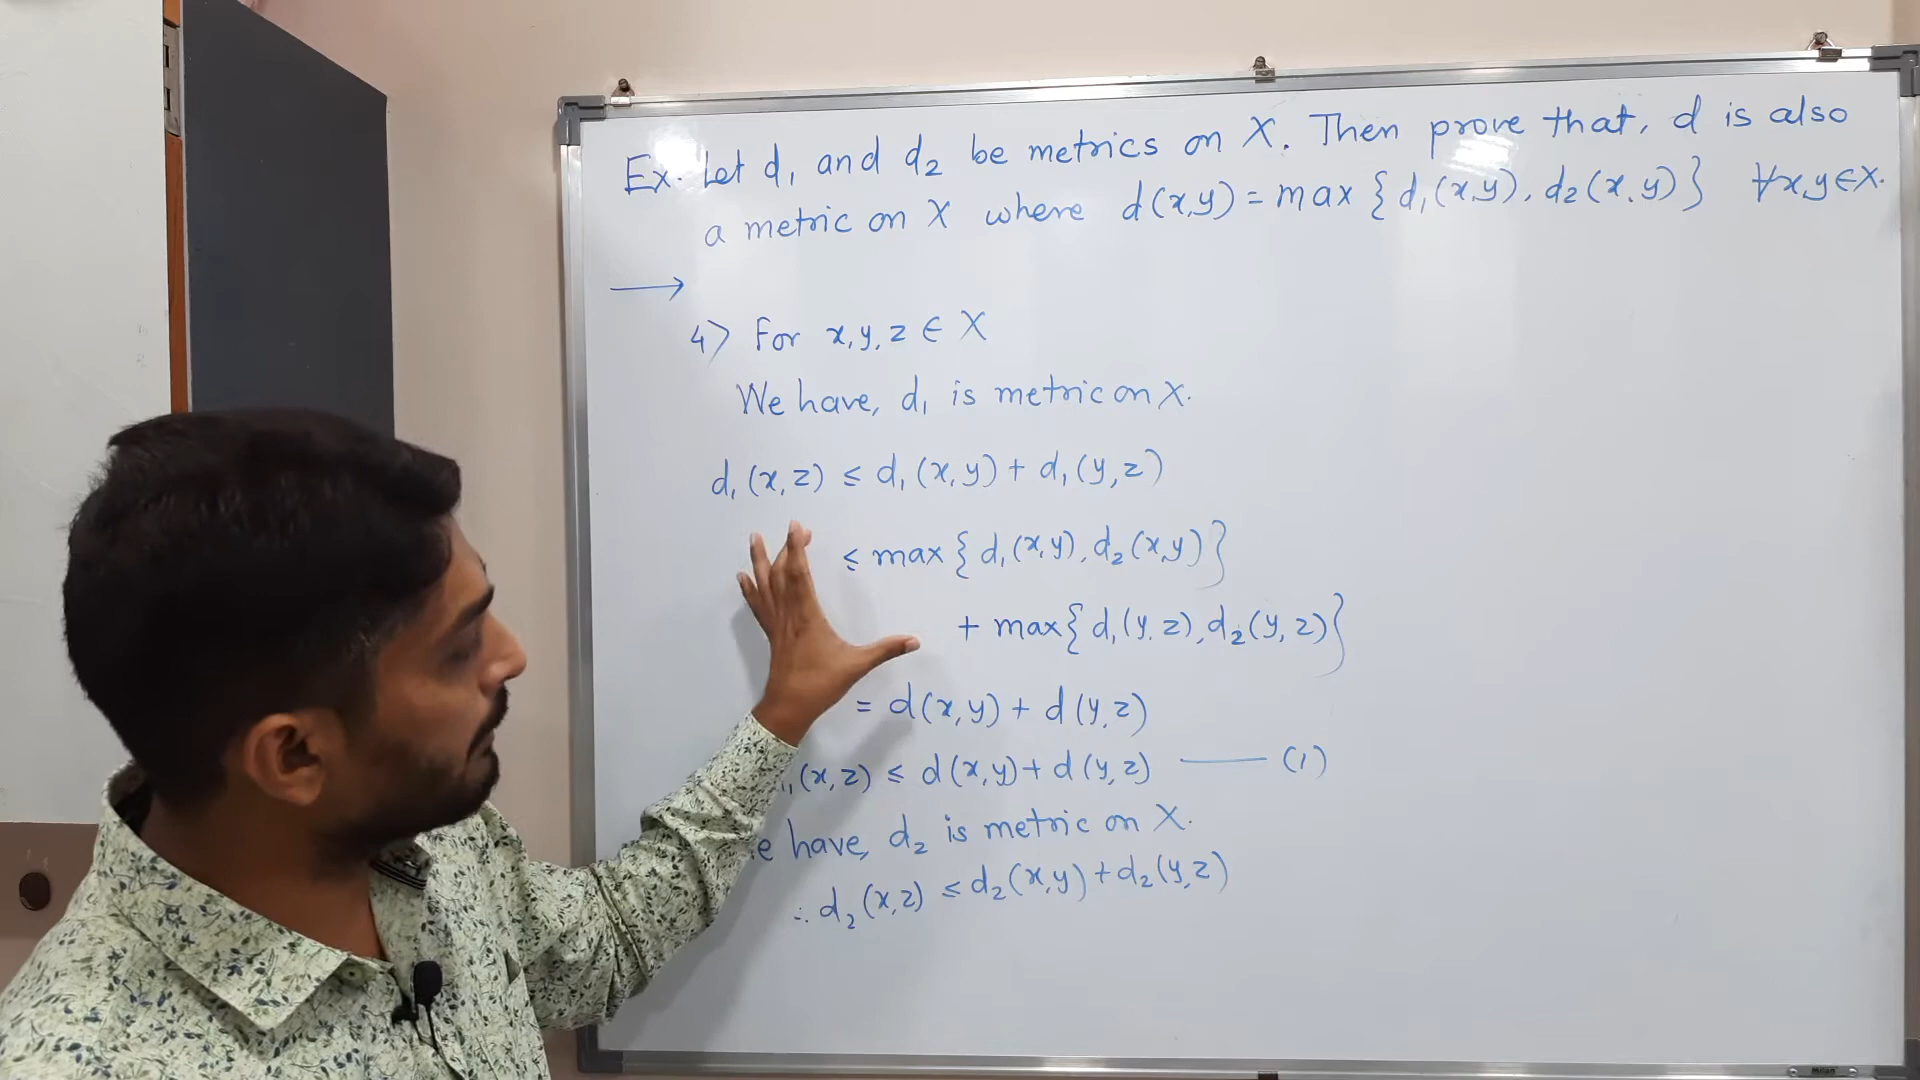 Ex. Let d₁ and d₂ be metrics on X. Then prove that, d is also
a metric on X where d(x,y) = max {d₁(x,y), d₂(x,y)} ∀x,y∈X.
⟶
4) For x,y,z ∈ X
We have, d₁ is metric on X.
d₁(x,z) ≤ d₁(x,y) + d₁(y,z)
≤ max{d₁(x,y), d₂(x,y)}
+ max{d₁(y,z), d₂(y,z)}
= d(x,y) + d(y,z)
₁(x,z) ≤ d(x,y) + d(y,z) —— (1)
e have, d₂ is metric on X.
∴ d₂(x,z) ≤ d₂(x,y) + d₂(y,z)
Milan